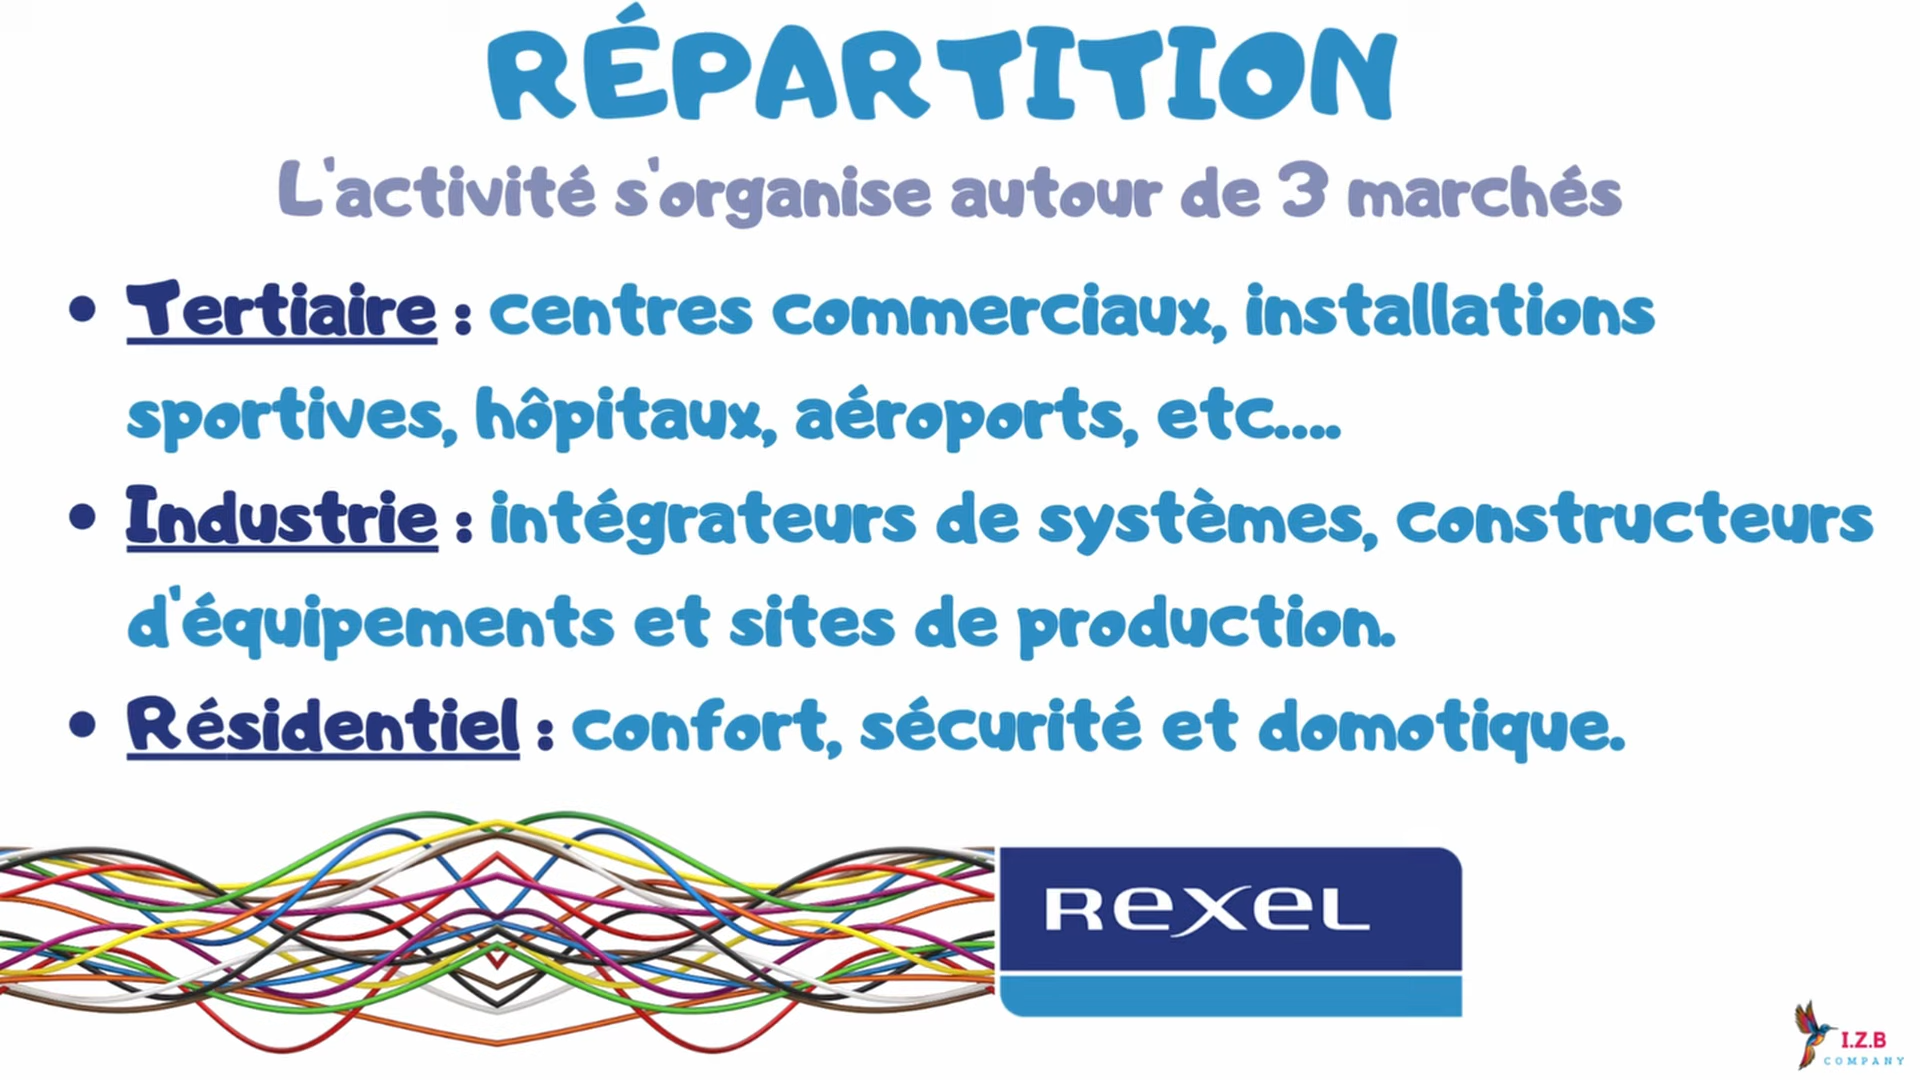 RÉPARTITION
L'activité s'organise autour de 3 marchés
• Tertiaire : centres commerciaux, installations
sportives, hôpitaux, aéroports, etc....
• Industrie : intégrateurs de systèmes, constructeurs
d'équipements et sites de production.
• Résidentiel : confort, sécurité et domotique.
REXEL
I.Z.B
COMPANY